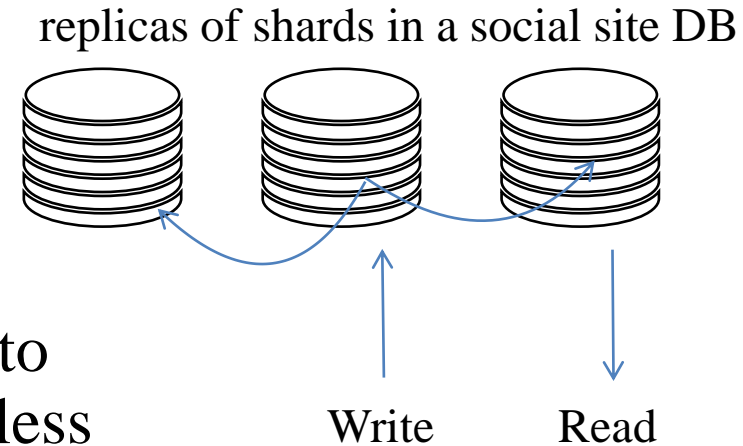 replicas of shards in a social site DB
to
less
Write Read